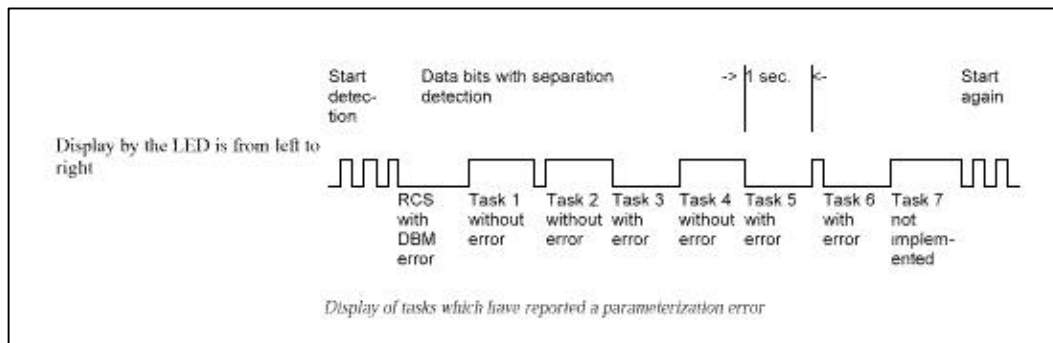 Start
detec-
tion
Data bits with separation
detection
-> 1 sec. <-
Start
again
Display by the LED is from left to
right
RCS
with
DBM
error
Task 1
without
error
Task 2
without
error
Task 3
with
error
Task 4
without
error
Task 5
with
error
Task 6
with
error
Task 7
not
implem-
ented
Display of tasks which have reported a parameterization error